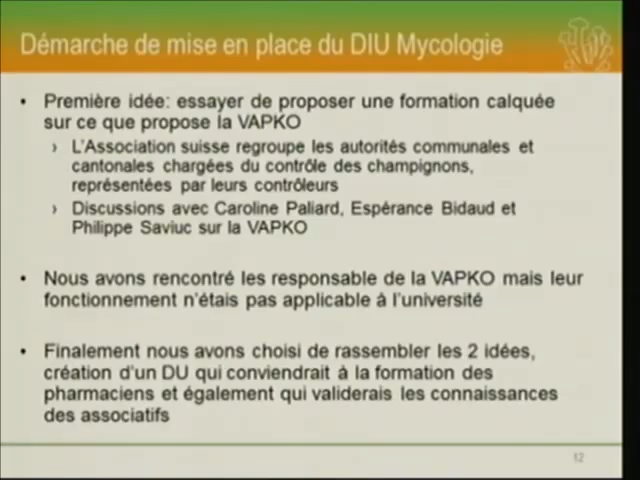 Démarche de mise en place du DIU Mycologie
• Première idée: essayer de proposer une formation calquée
sur ce que propose la VAPKO
› L'Association suisse regroupe les autorités communales et
cantonales chargées du contrôle des champignons,
représentées par leurs contrôleurs
› Discussions avec Caroline Paliard, Espérance Bidaud et
Philippe Saviuc sur la VAPKO
• Nous avons rencontré les responsable de la VAPKO mais leur
fonctionnement n'étais pas applicable à l'université
• Finalement nous avons choisi de rassembler les 2 idées,
création d'un DU qui conviendrait à la formation des
pharmaciens et également qui validerais les connaissances
des associatifs
12